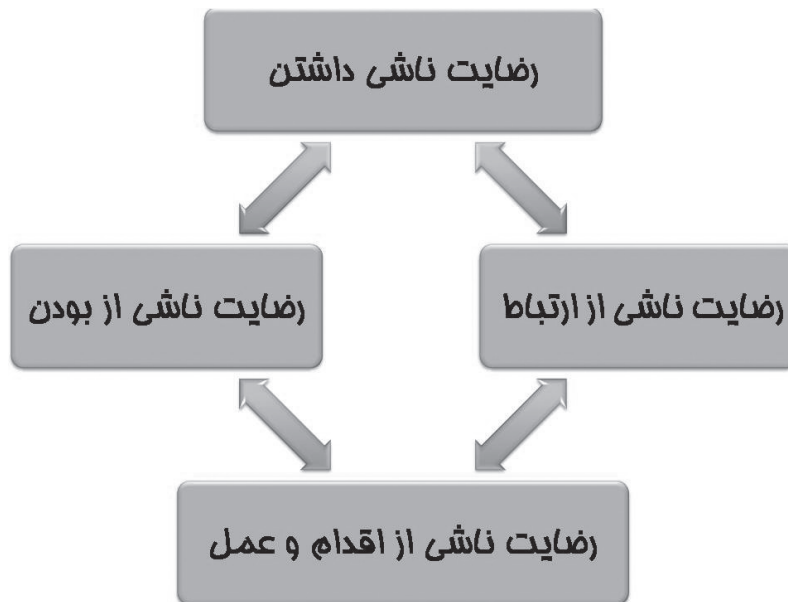 رضایت ناشی داشتن
رضایت ناشی از ارتباط
رضایت ناشی از بودن
رضایت ناشی از اقدام و عمل